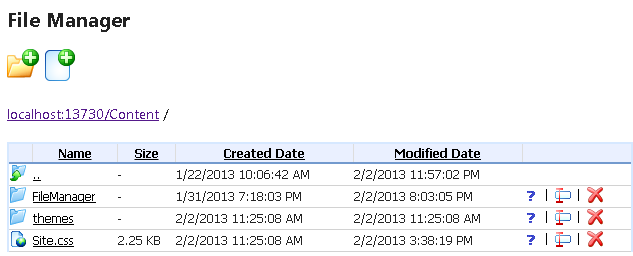 File Manager
localhost:13730/Content /
Name Size Created Date Modified Date
.. - 1/22/2013 10:06:42 AM 2/2/2013 11:57:02 PM
FileManager - 1/31/2013 7:18:03 PM 2/2/2013 8:03:05 PM ? | |
themes - 2/2/2013 11:25:08 AM 2/2/2013 11:25:08 AM ? | |
Site.css 2.25 KB 2/2/2013 11:25:08 AM 2/2/2013 3:38:19 PM ? | |